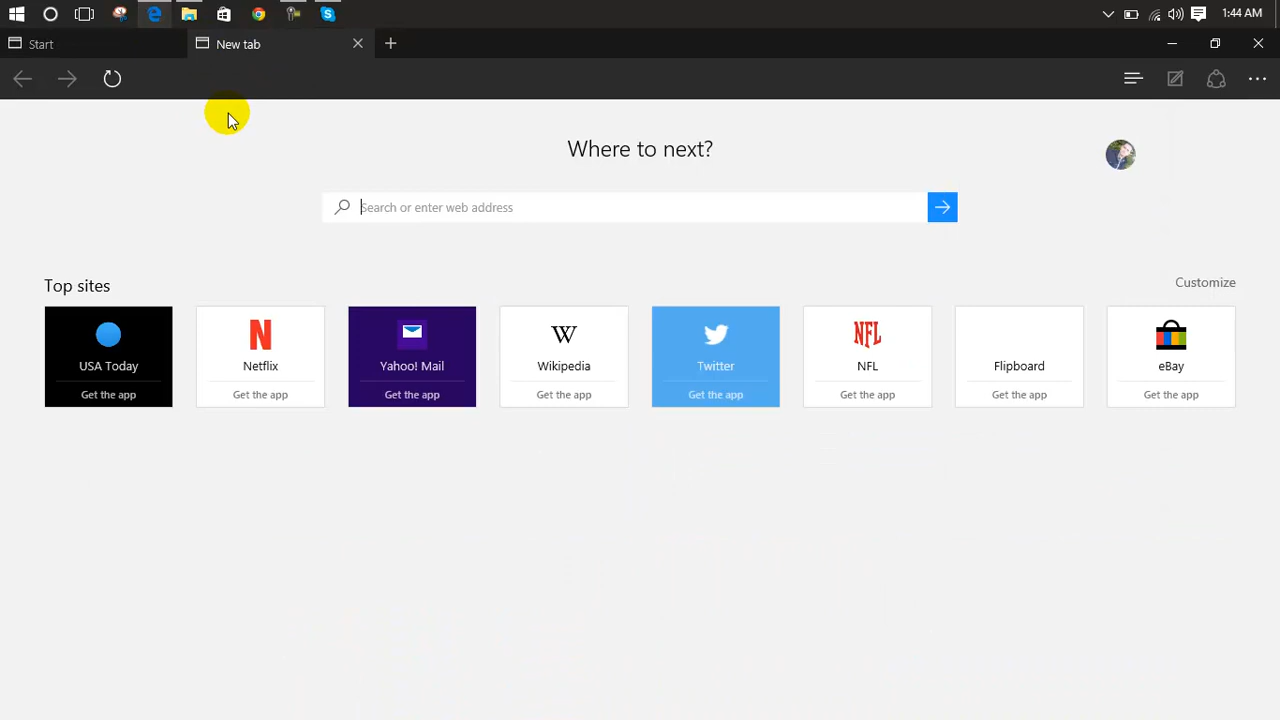 1:44 AM
Start
New tab
Where to next?
Search or enter web address
Top sites
Customize
USA Today
Get the app
N
Netflix
Get the app
Yahoo! Mail
Get the app
W
Wikipedia
Get the app
Twitter
Get the app
NFL
NFL
Get the app
Flipboard
Get the app
eBay
Get the app